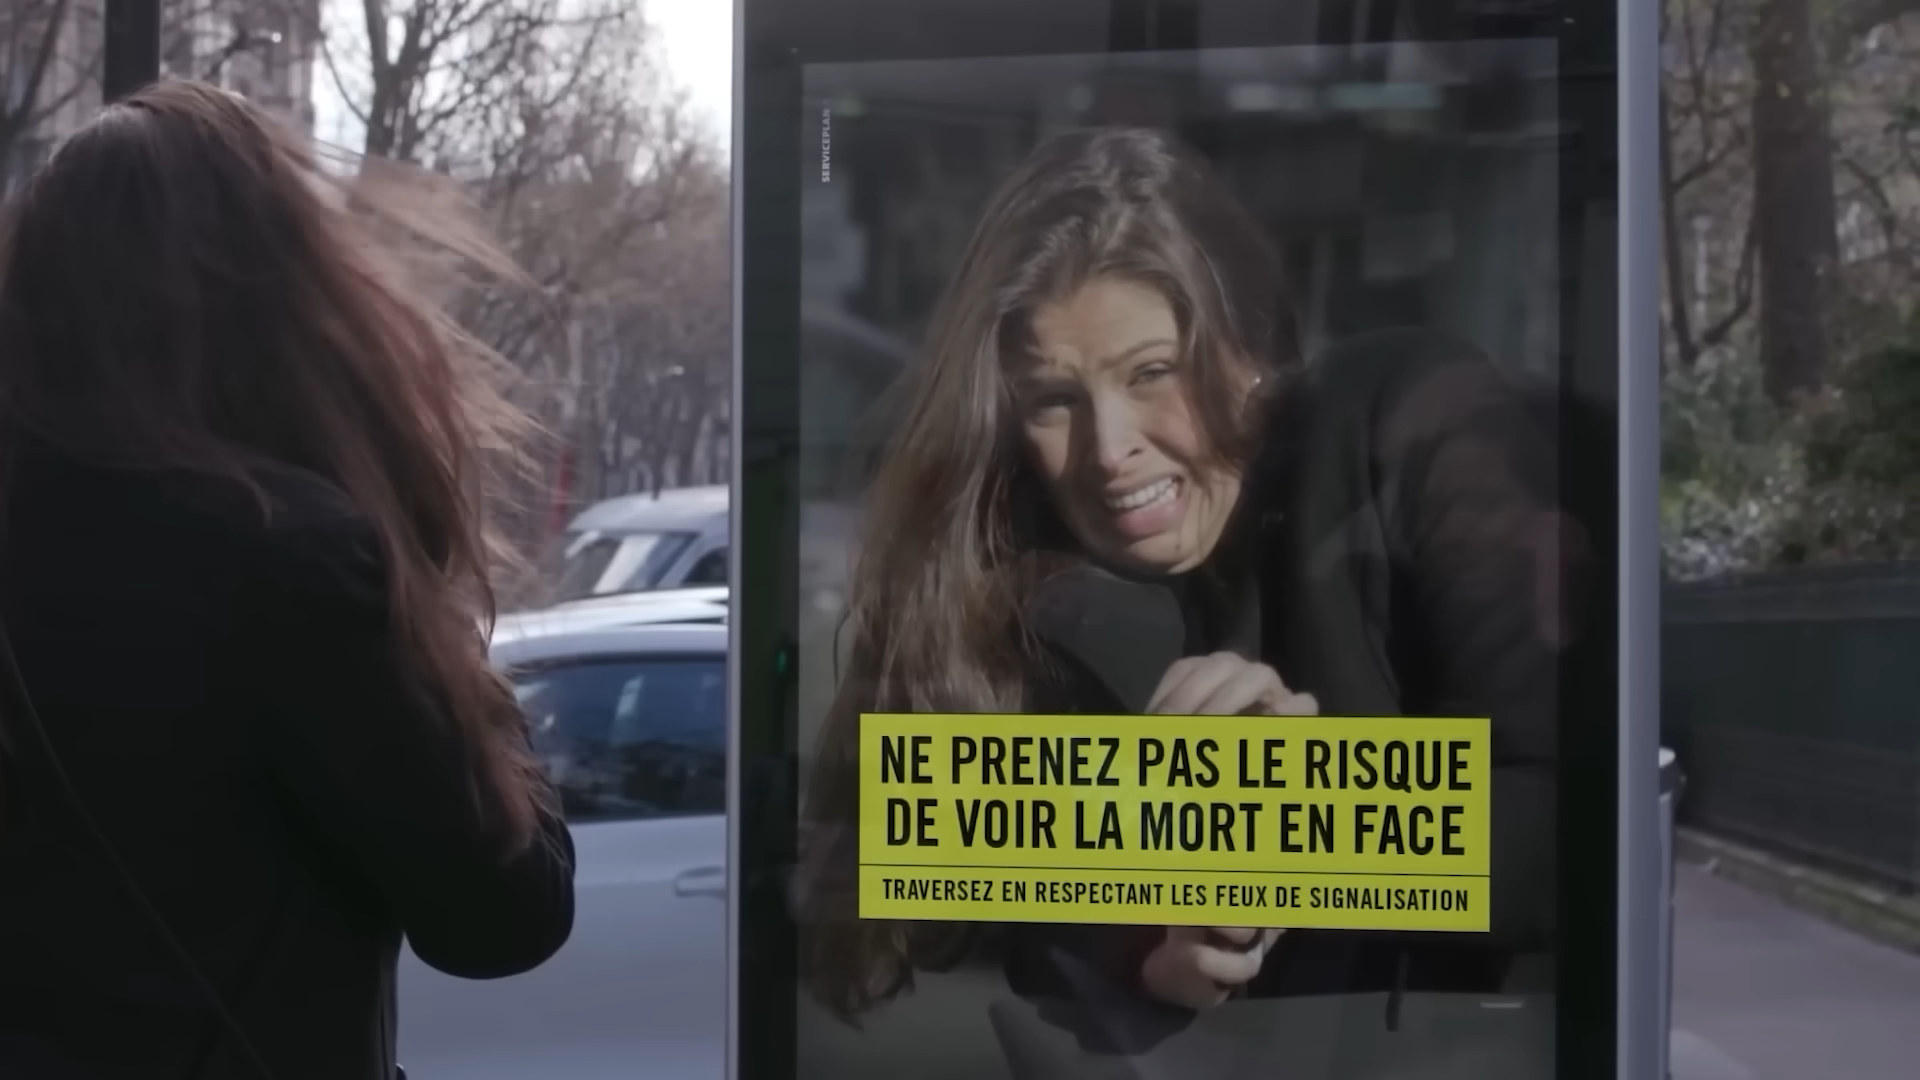 SERVICEPLAN
NE PRENEZ PAS LE RISQUE
DE VOIR LA MORT EN FACE
TRAVERSEZ EN RESPECTANT LES FEUX DE SIGNALISATION